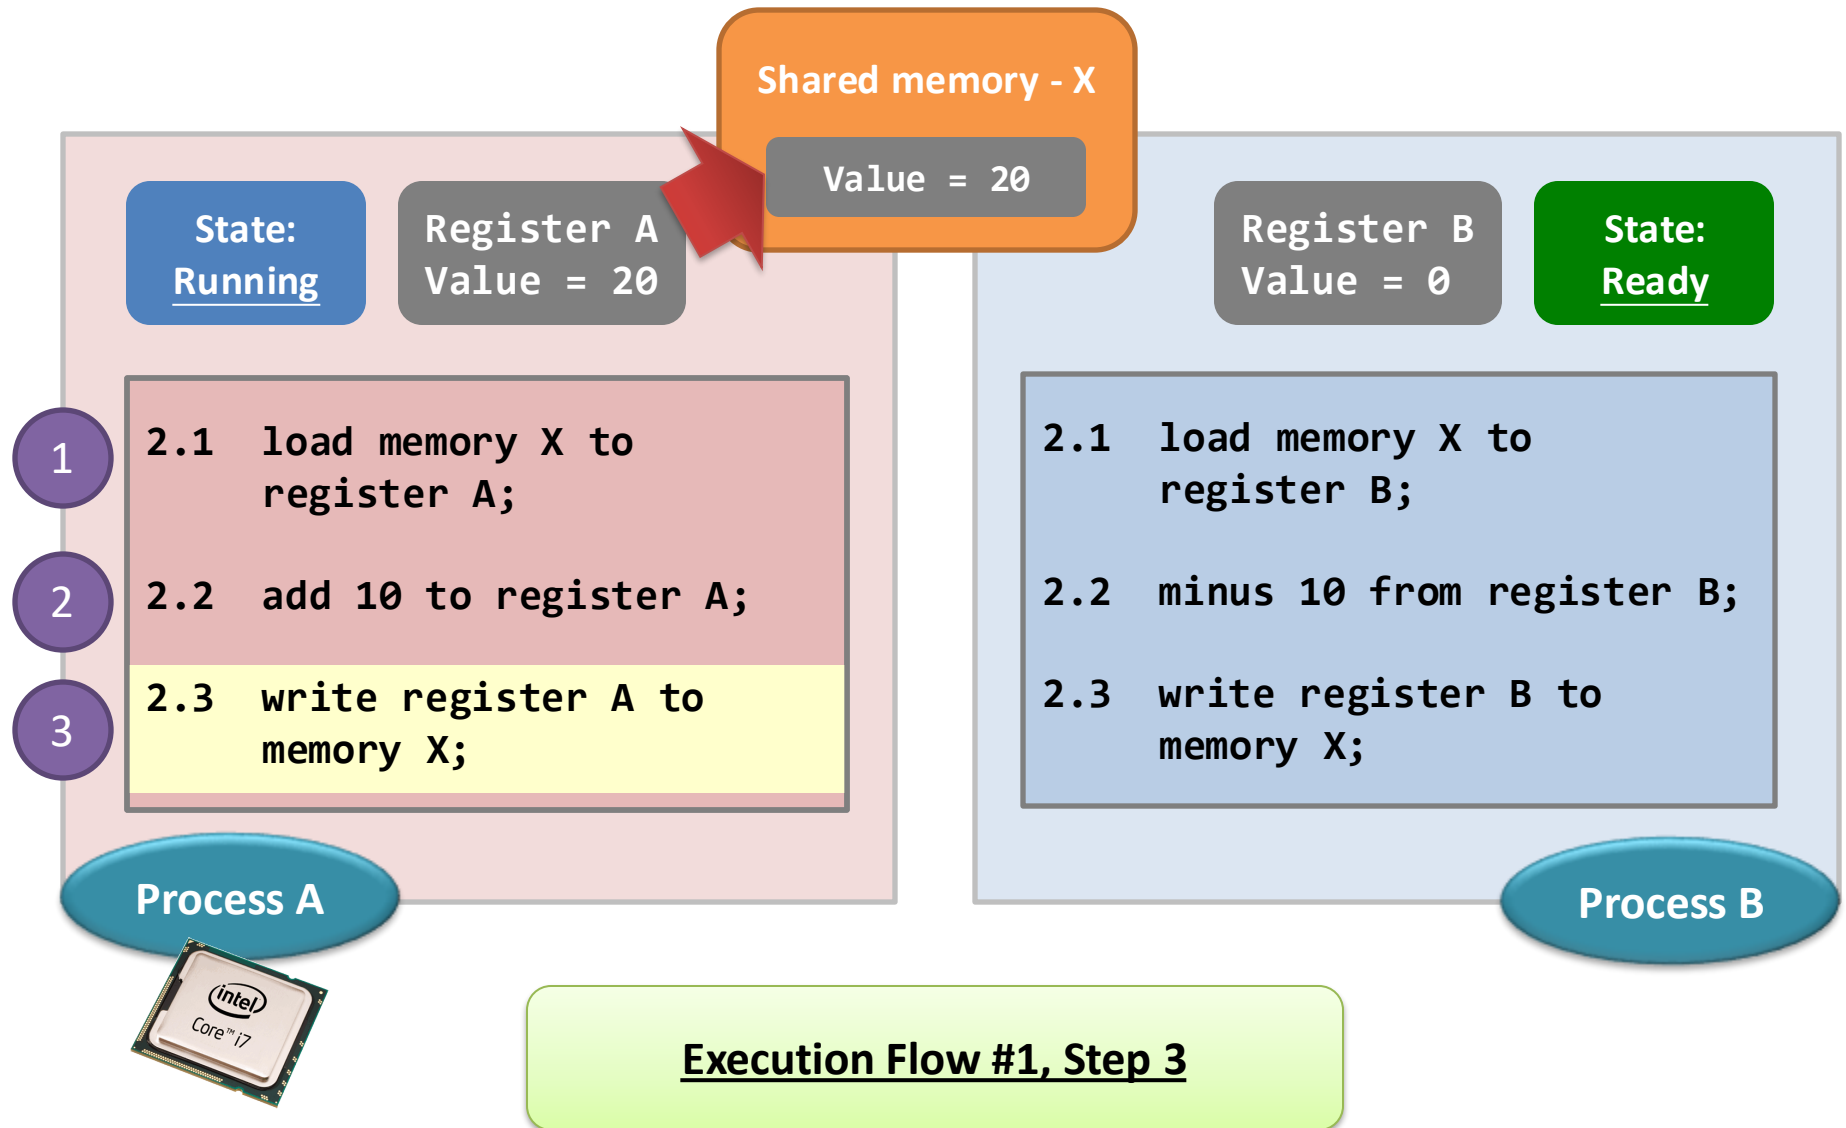 Shared memory - X
Value = 20
State:
Running
Register A
Value = 20
Register B
Value = 0
State:
Ready
1
2.1 load memory X to
register A;
2
2.2 add 10 to register A;
3
2.3 write register A to
memory X;
2.1 load memory X to
register B;
2.2 minus 10 from register B;
2.3 write register B to
memory X;
Process A
Process B
intel
Core™ i7
Execution Flow #1, Step 3